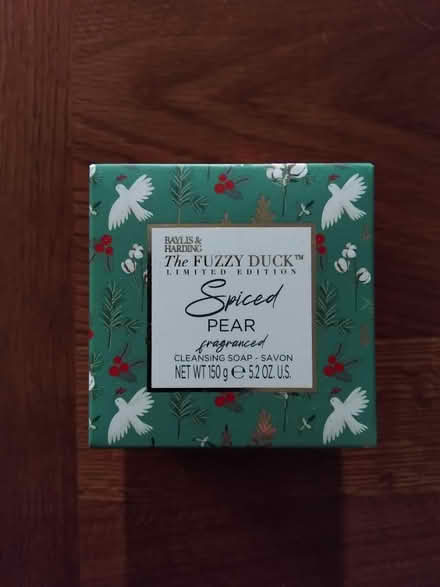 BAYLIS &
HARDING
The FUZZY DUCK™
LIMITED EDITION
Spiced
PEAR
fragranced
CLEANSING SOAP - SAVON
NET WT 150 g ℮ 5.2 OZ. U.S.